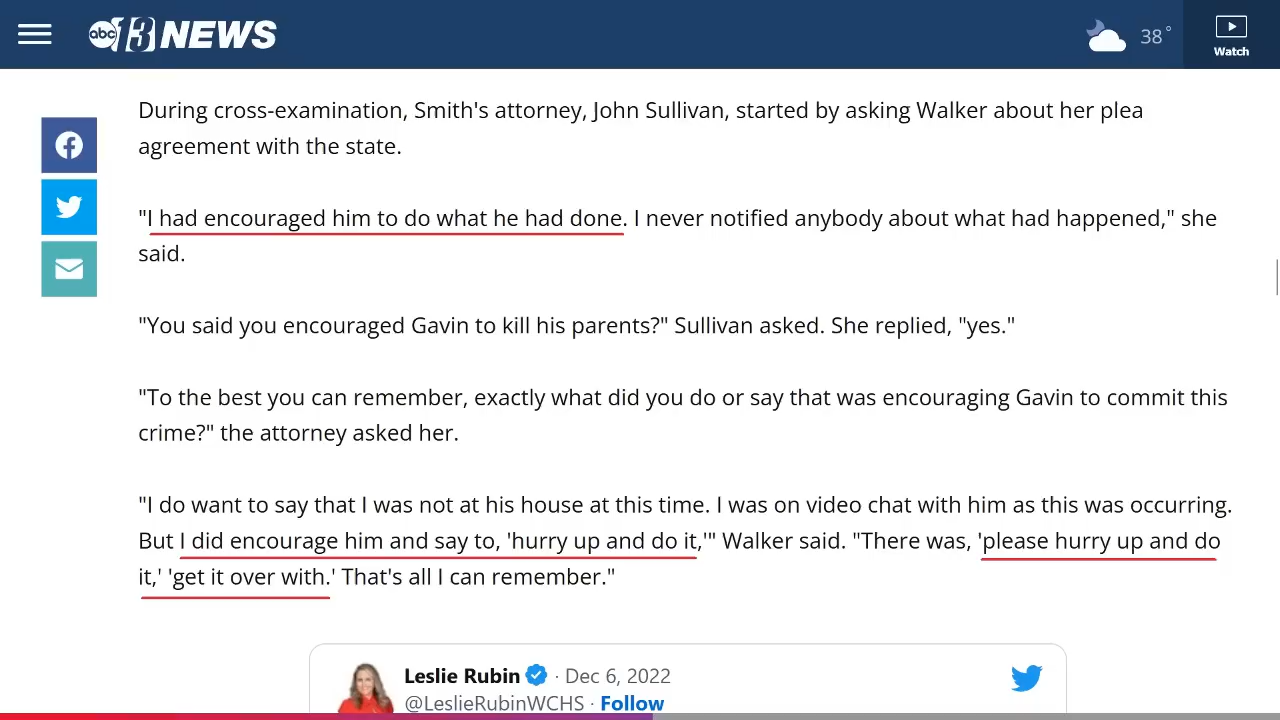 abc 13 NEWS
38°
Watch
During cross-examination, Smith's attorney, John Sullivan, started by asking Walker about her plea
agreement with the state.
"I had encouraged him to do what he had done. I never notified anybody about what had happened," she
said.
"You said you encouraged Gavin to kill his parents?" Sullivan asked. She replied, "yes."
"To the best you can remember, exactly what did you do or say that was encouraging Gavin to commit this
crime?" the attorney asked her.
"I do want to say that I was not at his house at this time. I was on video chat with him as this was occurring.
But I did encourage him and say to, 'hurry up and do it,'" Walker said. "There was, 'please hurry up and do
it,' 'get it over with.' That's all I can remember."
Leslie Rubin · Dec 6, 2022
@LeslieRubinWCHS · Follow